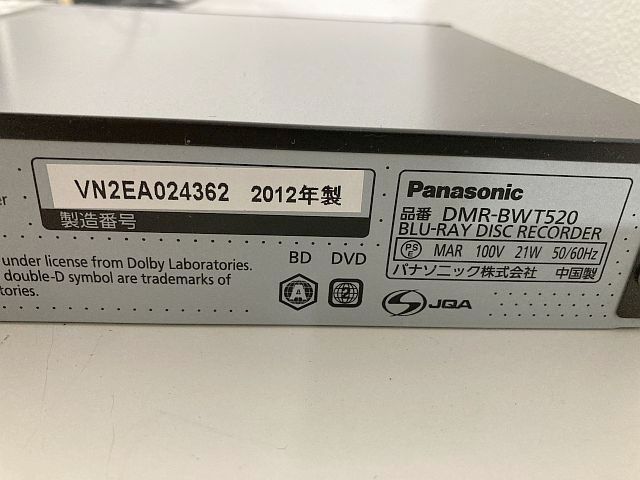 VN2EA024362 2012年製
製造番号
er
under license from Dolby Laboratories.
double-D symbol are trademarks of
tories.
BD DVD
A 2
Panasonic
品番 DMR-BWT520
BLU-RAY DISC RECORDER
PSE MAR 100V 21W 50/60Hz
パナソニック株式会社 中国製
JQA